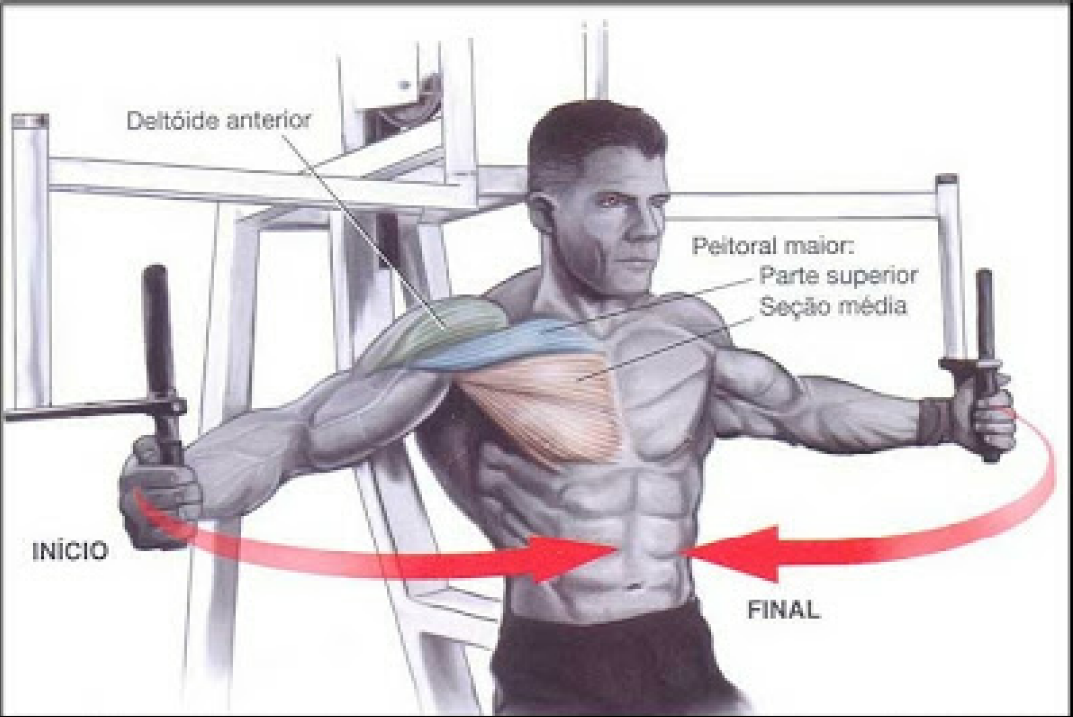 Deltóide anterior
Peitoral maior:
Parte superior
Seção média
INÍCIO
FINAL